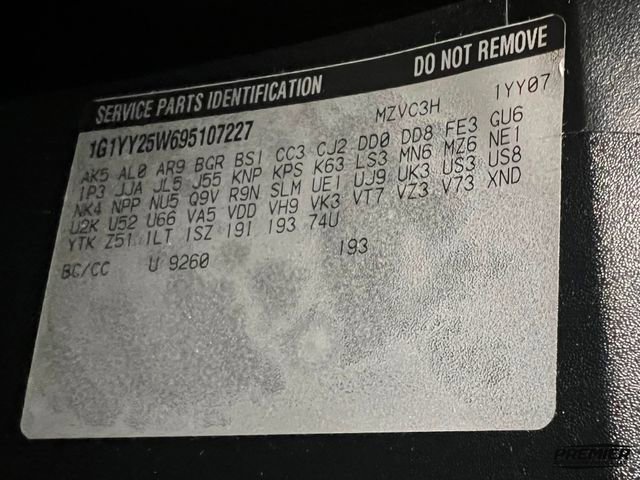 SERVICE PARTS IDENTIFICATION DO NOT REMOVE
1G1YY25W695107227 MZVC3H 1YY07
AK5 AL0 AR9 BGR BS1 CC3 CJ2 DD0 DD8 FE3 GU6
1P3 JJA JL5 J55 KNP KPS K63 LS3 MN6 MZ6 NE1
NK4 NPP NU5 Q9V R9N SLM UE1 UJ9 UK3 US3 US8
U2K U52 U66 VA5 VDD VH9 VK3 VT7 VZ3 V73 XND
YTK Z51 1LT 1SZ 19I 193 74U
BC/CC U 9260 193
PREMIER